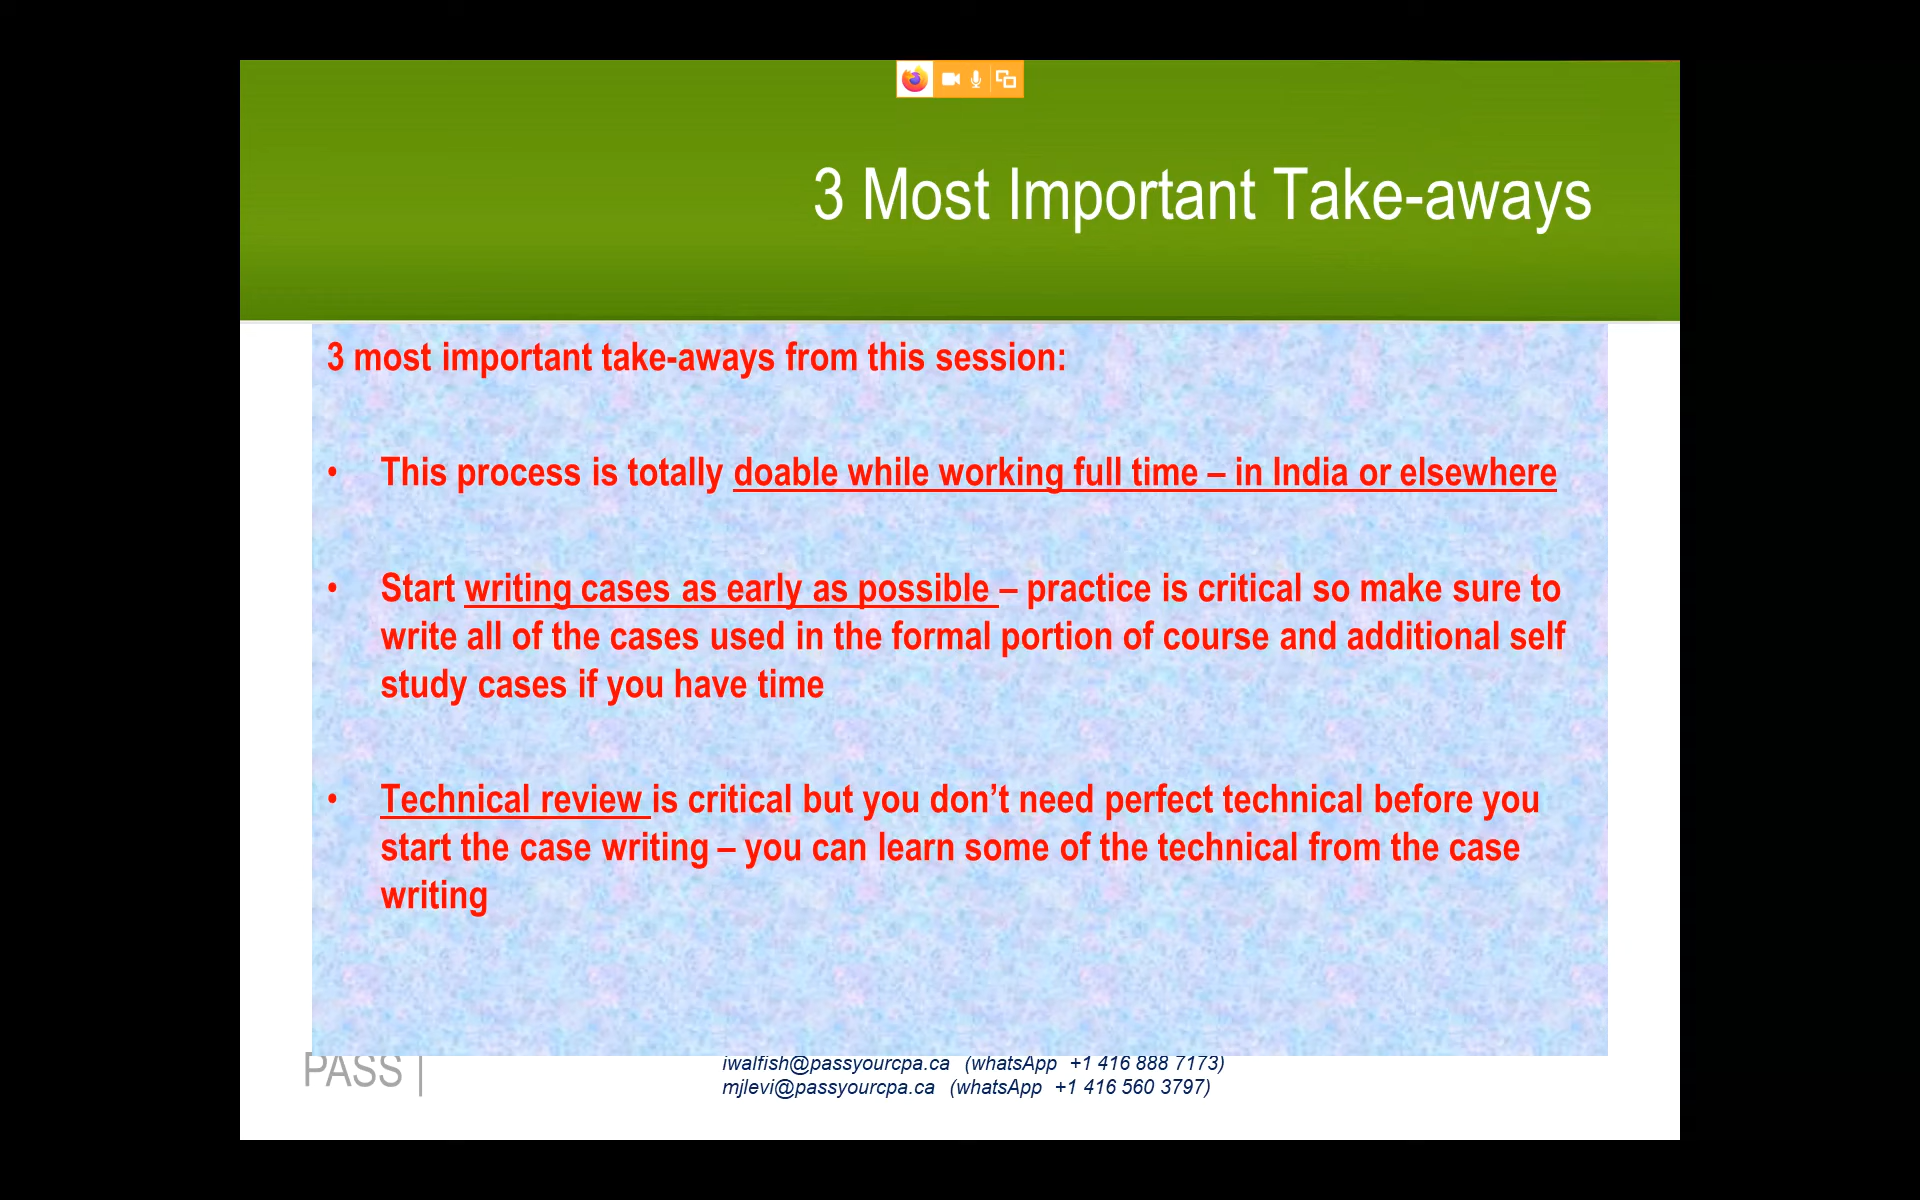 3 Most Important Take-aways
3 most important take-aways from this session:
• This process is totally doable while working full time – in India or elsewhere
• Start writing cases as early as possible – practice is critical so make sure to
write all of the cases used in the formal portion of course and additional self
study cases if you have time
• Technical review is critical but you don’t need perfect technical before you
start the case writing – you can learn some of the technical from the case
writing
PASS |
iwalfish@passyourcpa.ca (whatsApp +1 416 888 7173)
mjlevi@passyourcpa.ca (whatsApp +1 416 560 3797)